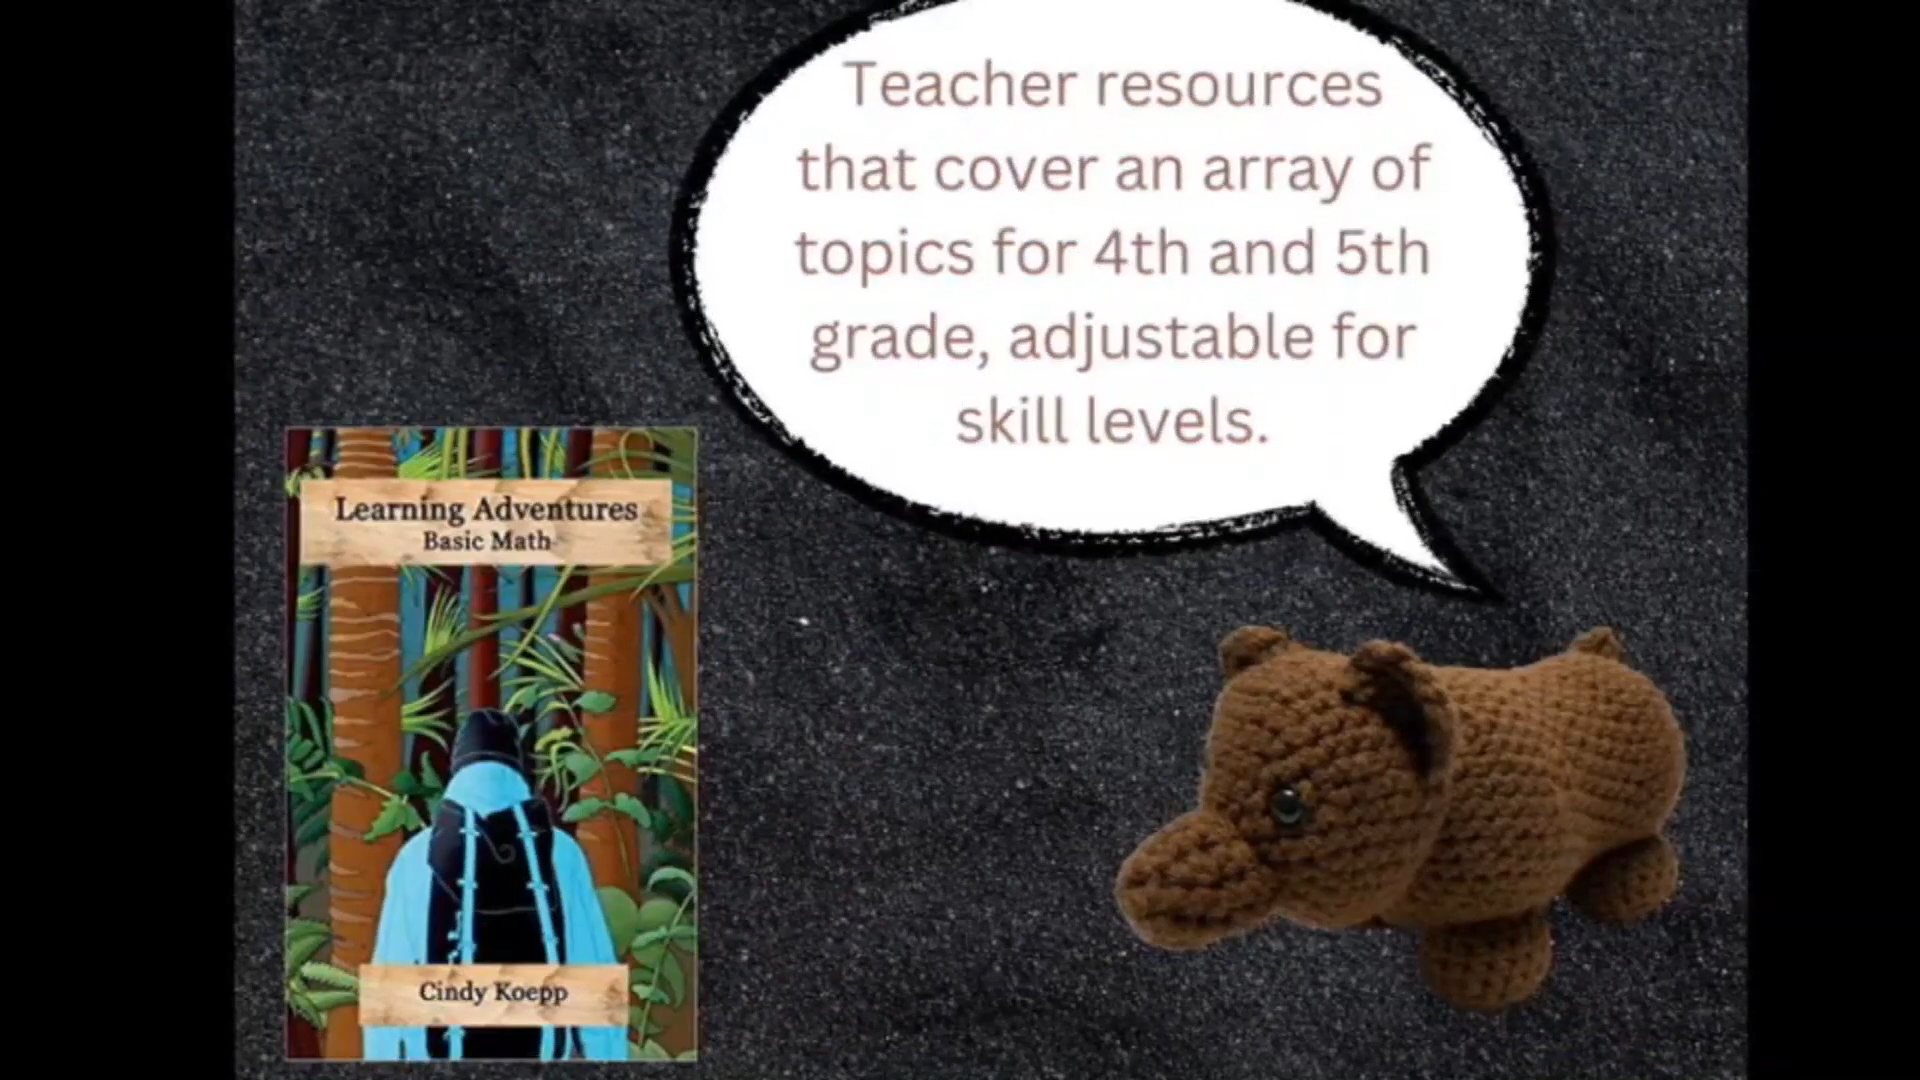 Teacher resources
that cover an array of
topics for 4th and 5th
grade, adjustable for
skill levels.
Learning Adventures
Basic Math
Cindy Koepp